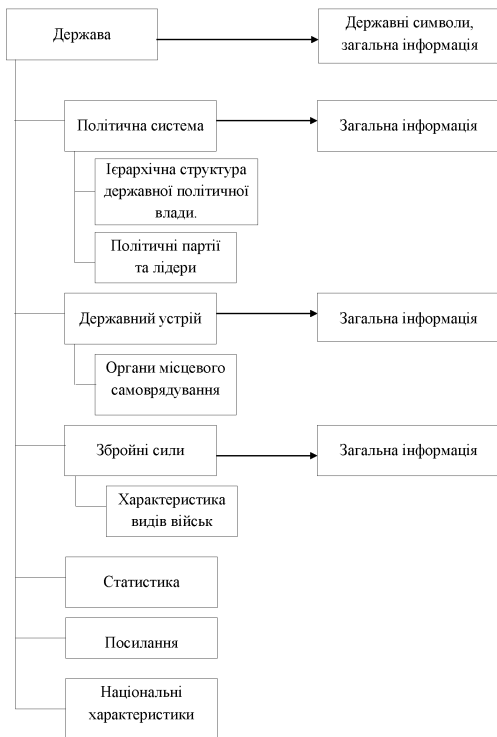 Держава
Державні символи,
загальна інформація
Політична система
Загальна інформація
Ієрархічна структура
державної політичної
влади.
Політичні партії
та лідери
Державний устрій
Загальна інформація
Органи місцевого
самоврядування
Збройні сили
Загальна інформація
Характеристика
видів військ
Статистика
Посилання
Національні
характеристики